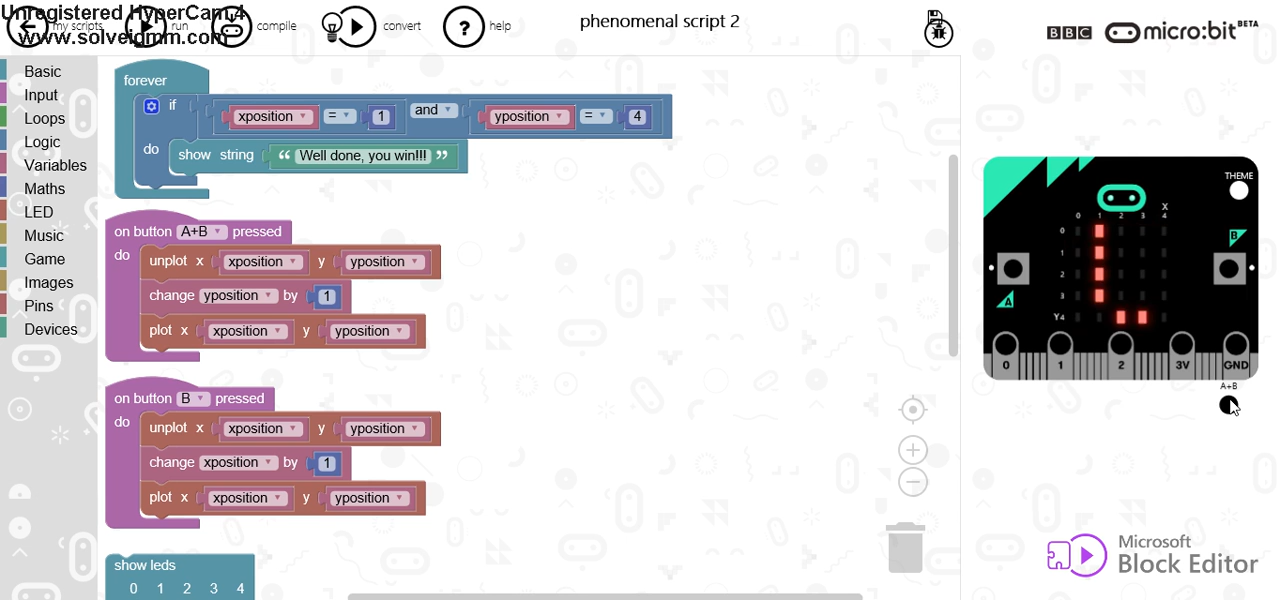 Unregistered HyperCam 4
www.solveigmm.com
my scripts
run
compile
convert
? help
phenomenal script 2
BBC micro:bit BETA
Basic
Input
Loops
Logic
Variables
Maths
LED
Music
Game
Images
Pins
Devices
forever
if xposition = 1 and yposition = 4
do show string “ Well done, you win!!! ”
on button A+B pressed
do unplot x xposition y yposition
change yposition by 1
plot x xposition y yposition
on button B pressed
do unplot x xposition y yposition
change xposition by 1
plot x xposition y yposition
show leds
0 1 2 3 4
THEME
X
0 1 2 3 4
0
1
2
3
Y 4
B
A
0 1 2 3V GND
A+B
Microsoft
Block Editor